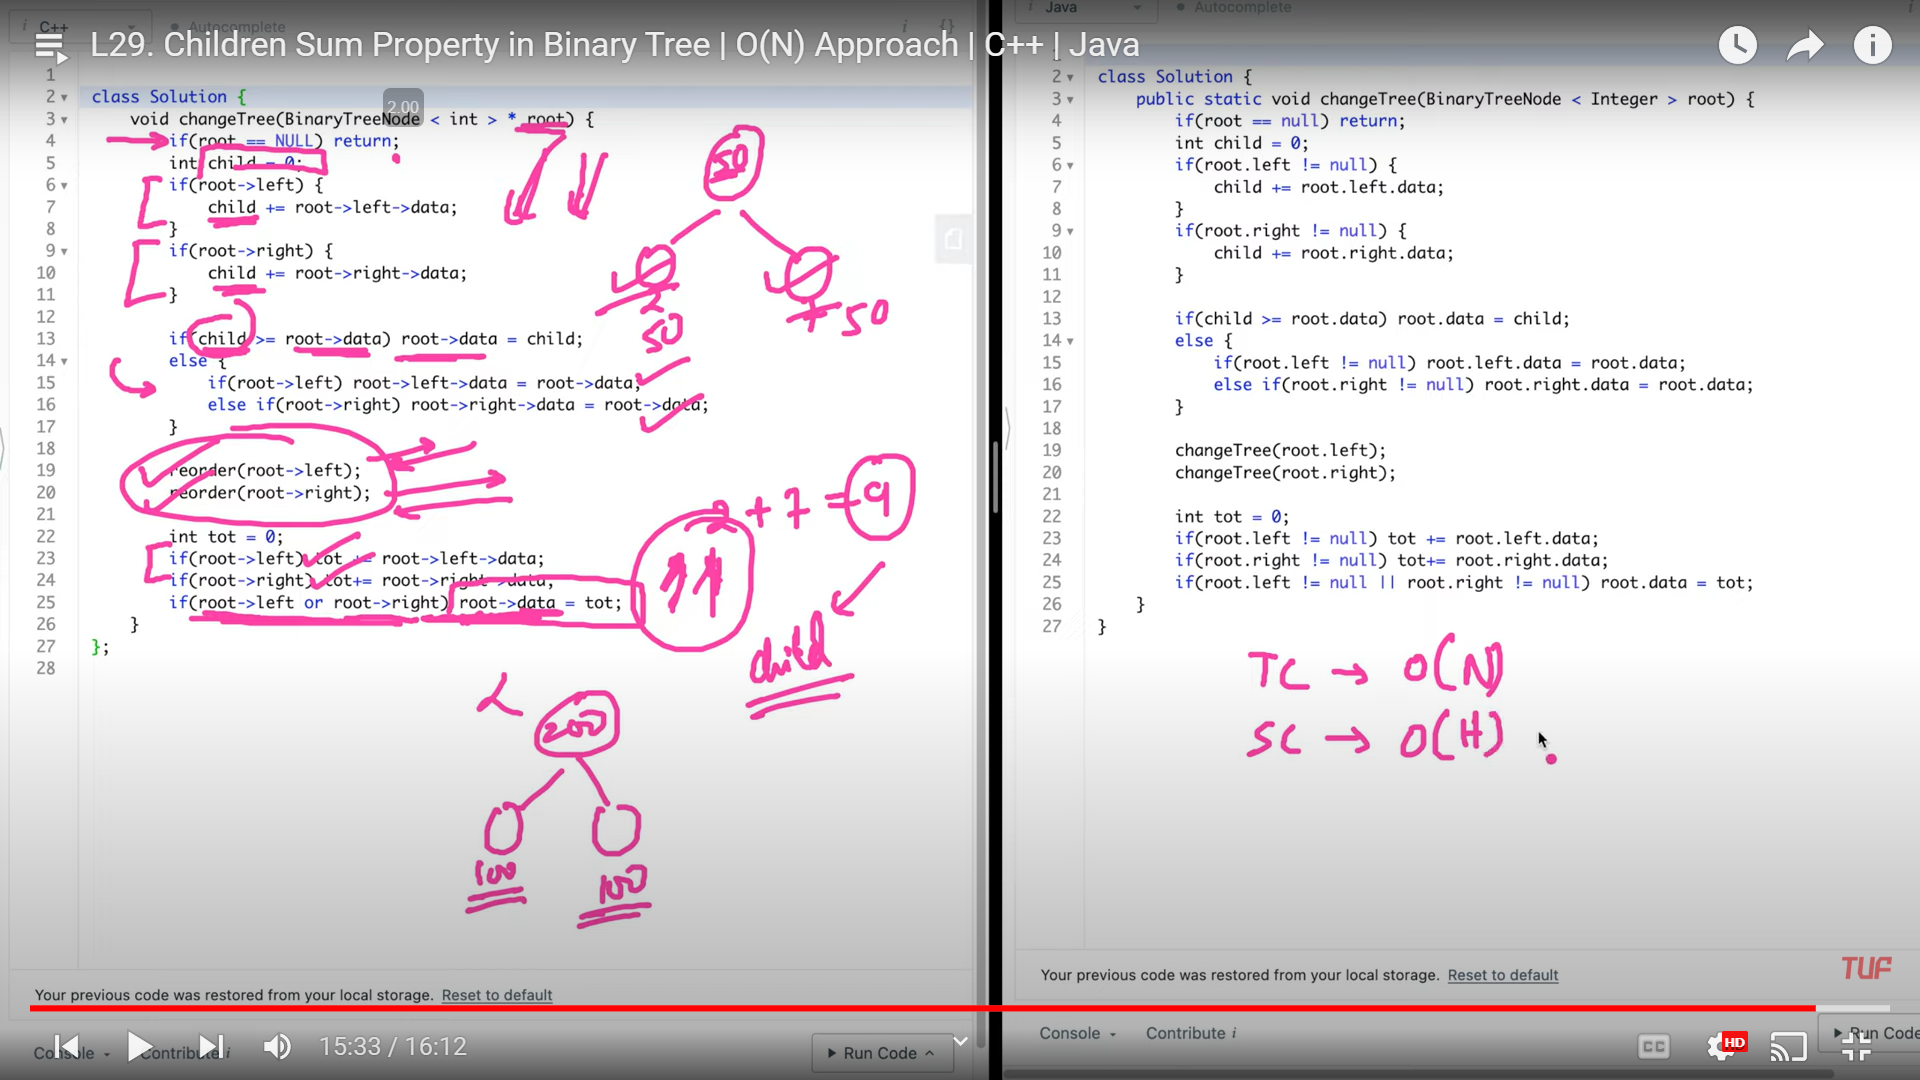 C++
Autocomplete
Java
Autocomplete
L29. Children Sum Property in Binary Tree | O(N) Approach | C++ | Java
2.00
1
2 class Solution {
3 void changeTree(BinaryTreeNode < int > * root) {
4 if(root == NULL) return;
5 int child = 0;
6 if(root->left) {
7 child += root->left->data;
8 }
9 if(root->right) {
10 child += root->right->data;
11 }
12
13 if(child >= root->data) root->data = child;
14 else {
15 if(root->left) root->left->data = root->data;
16 else if(root->right) root->right->data = root->data;
17 }
18
19 reorder(root->left);
20 reorder(root->right);
21
22 int tot = 0;
23 if(root->left) tot += root->left->data;
24 if(root->right) tot+= root->right->data;
25 if(root->left or root->right) root->data = tot;
26 }
27 };
28
50
2
50
7 50
2 + 7 = 9
child
200
100 100
Your previous code was restored from your local storage. Reset to default
2 class Solution {
3 public static void changeTree(BinaryTreeNode < Integer > root) {
4 if(root == null) return;
5 int child = 0;
6 if(root.left != null) {
7 child += root.left.data;
8 }
9 if(root.right != null) {
10 child += root.right.data;
11 }
12
13 if(child >= root.data) root.data = child;
14 else {
15 if(root.left != null) root.left.data = root.data;
16 else if(root.right != null) root.right.data = root.data;
17 }
18
19 changeTree(root.left);
20 changeTree(root.right);
21
22 int tot = 0;
23 if(root.left != null) tot += root.left.data;
24 if(root.right != null) tot+= root.right.data;
25 if(root.left != null || root.right != null) root.data = tot;
26 }
27 }
TC → O(N)
SC → O(H)
TUF
Your previous code was restored from your local storage. Reset to default
Console Contribute i
15:33 / 16:12
Run Code
Console Contribute i
CC
HD
Run Code